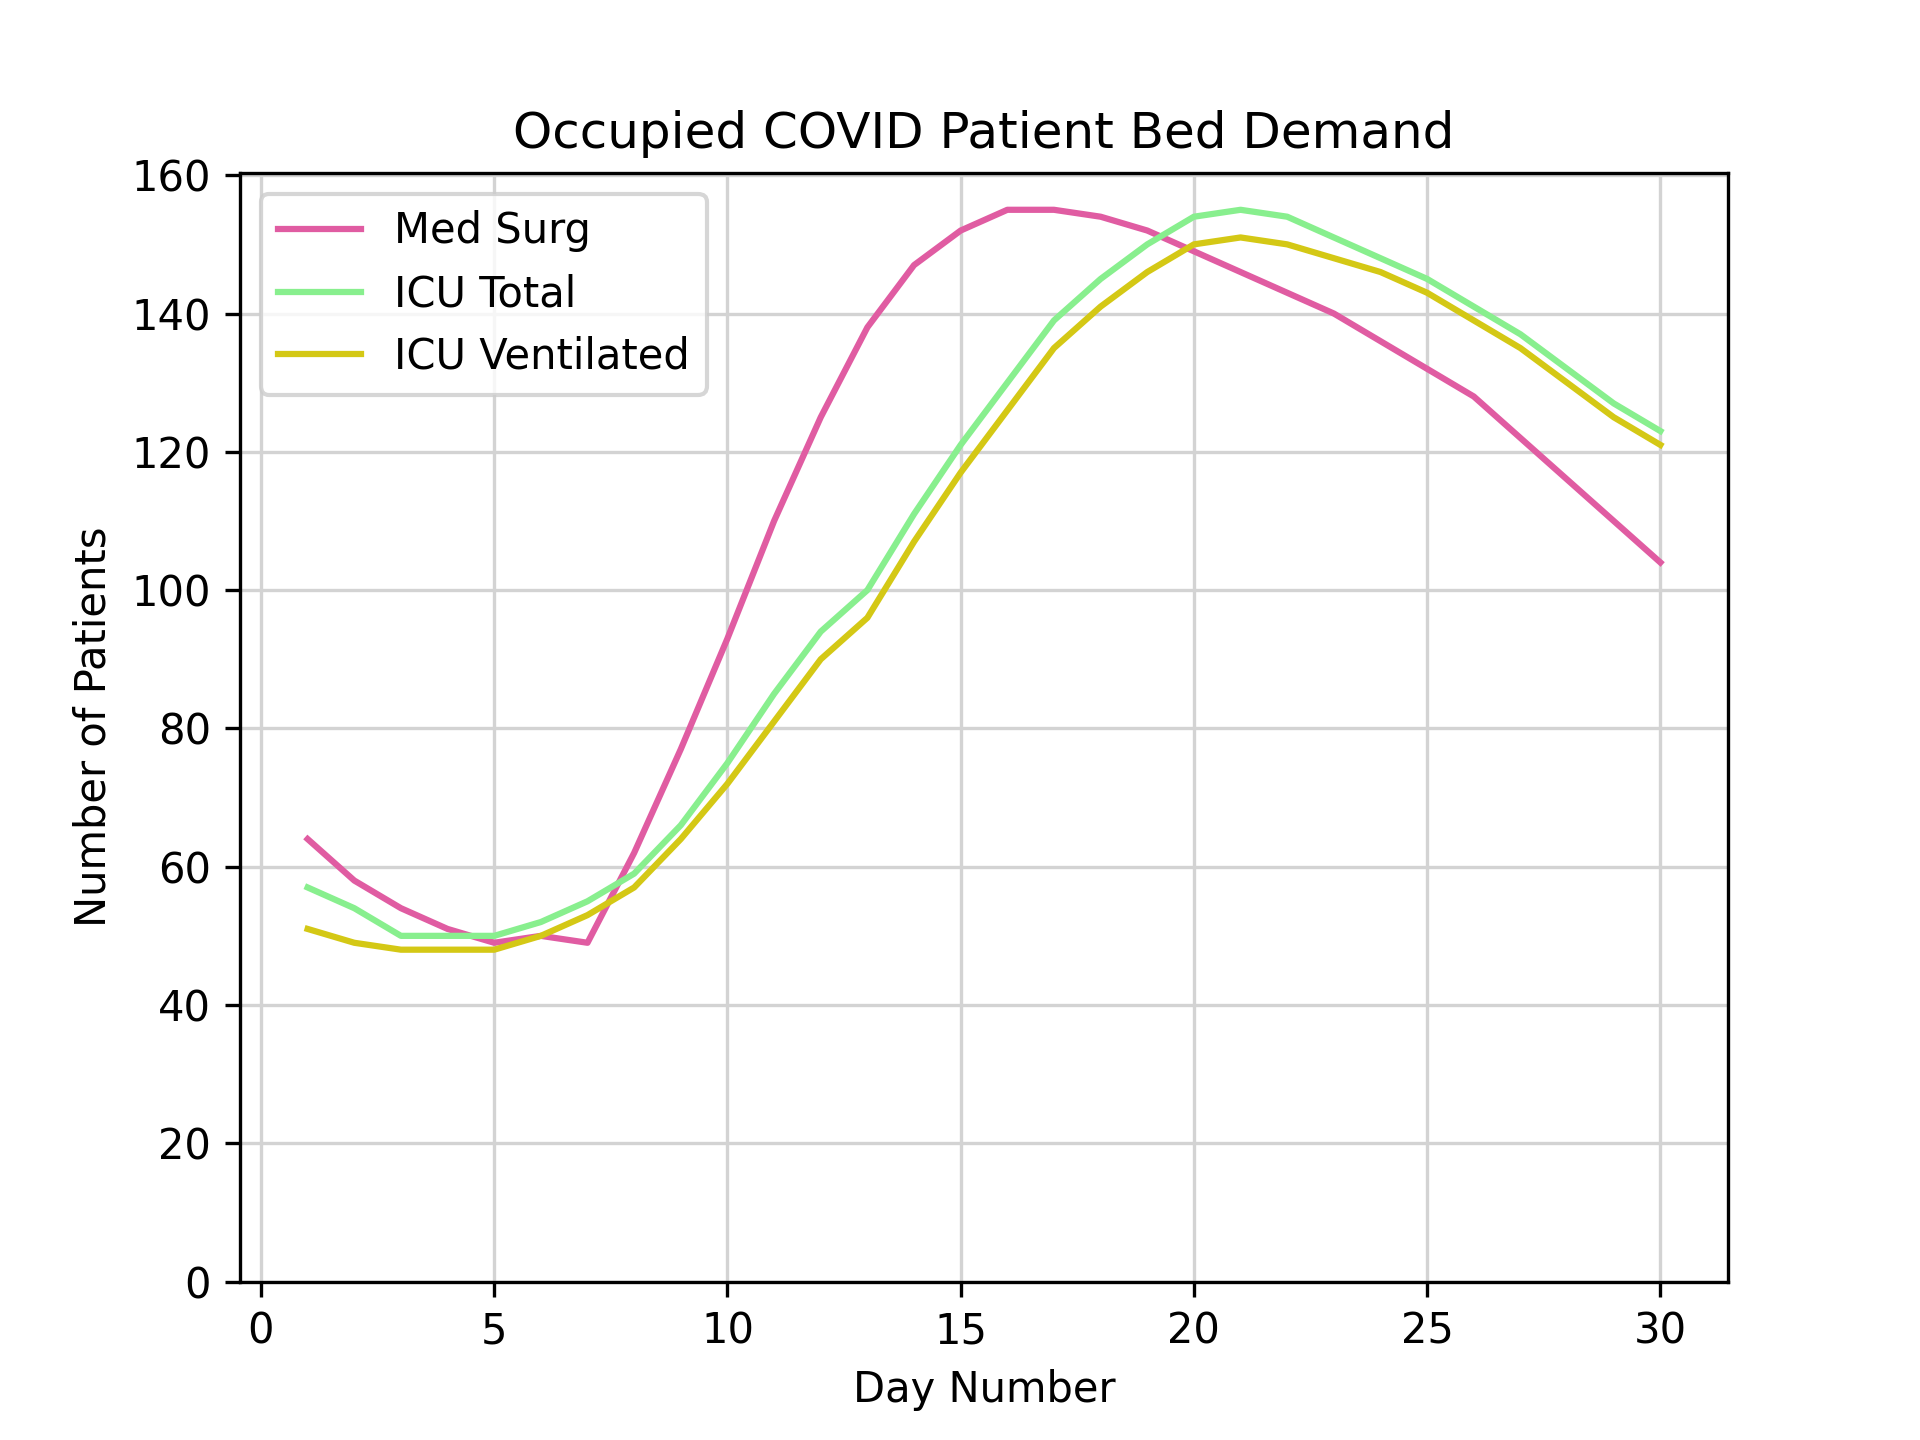 Occupied COVID Patient Bed Demand
Med Surg
ICU Total
ICU Ventilated
Number of Patients
160
140
120
100
80
60
40
20
0
0 5 10 15 20 25 30
Day Number